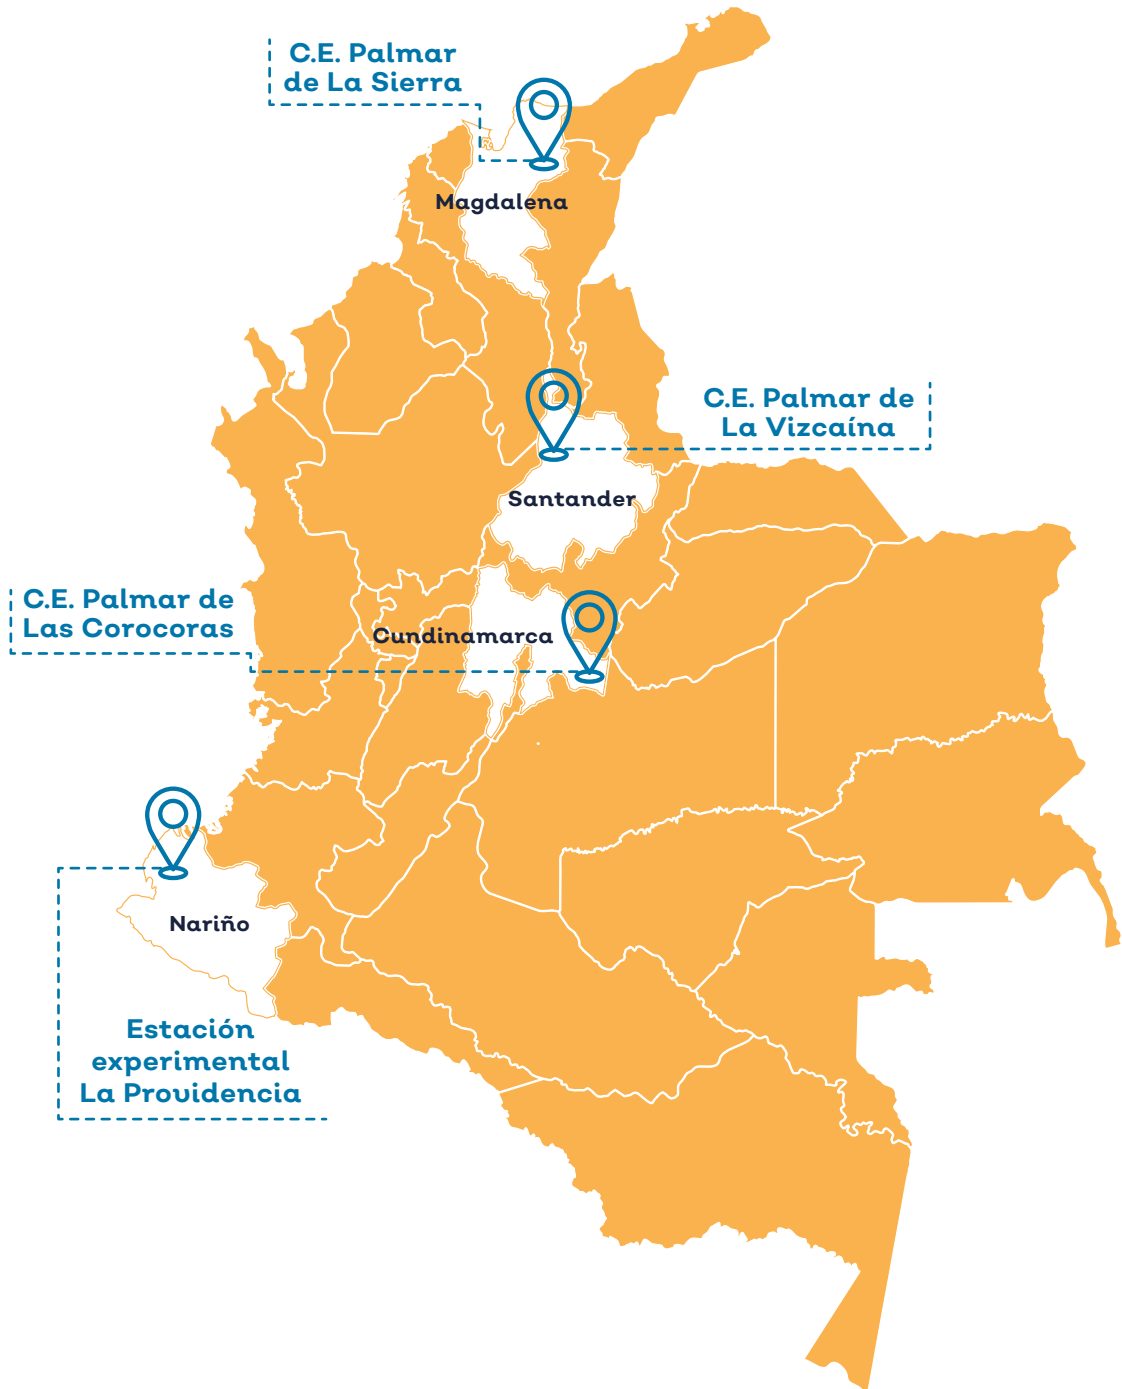 C.E. Palmar
de La Sierra
Magdalena
C.E. Palmar de
La Vizcaína
Santander
C.E. Palmar de
Las Corocoras
Cundinamarca
Nariño
Estación
experimental
La Providencia